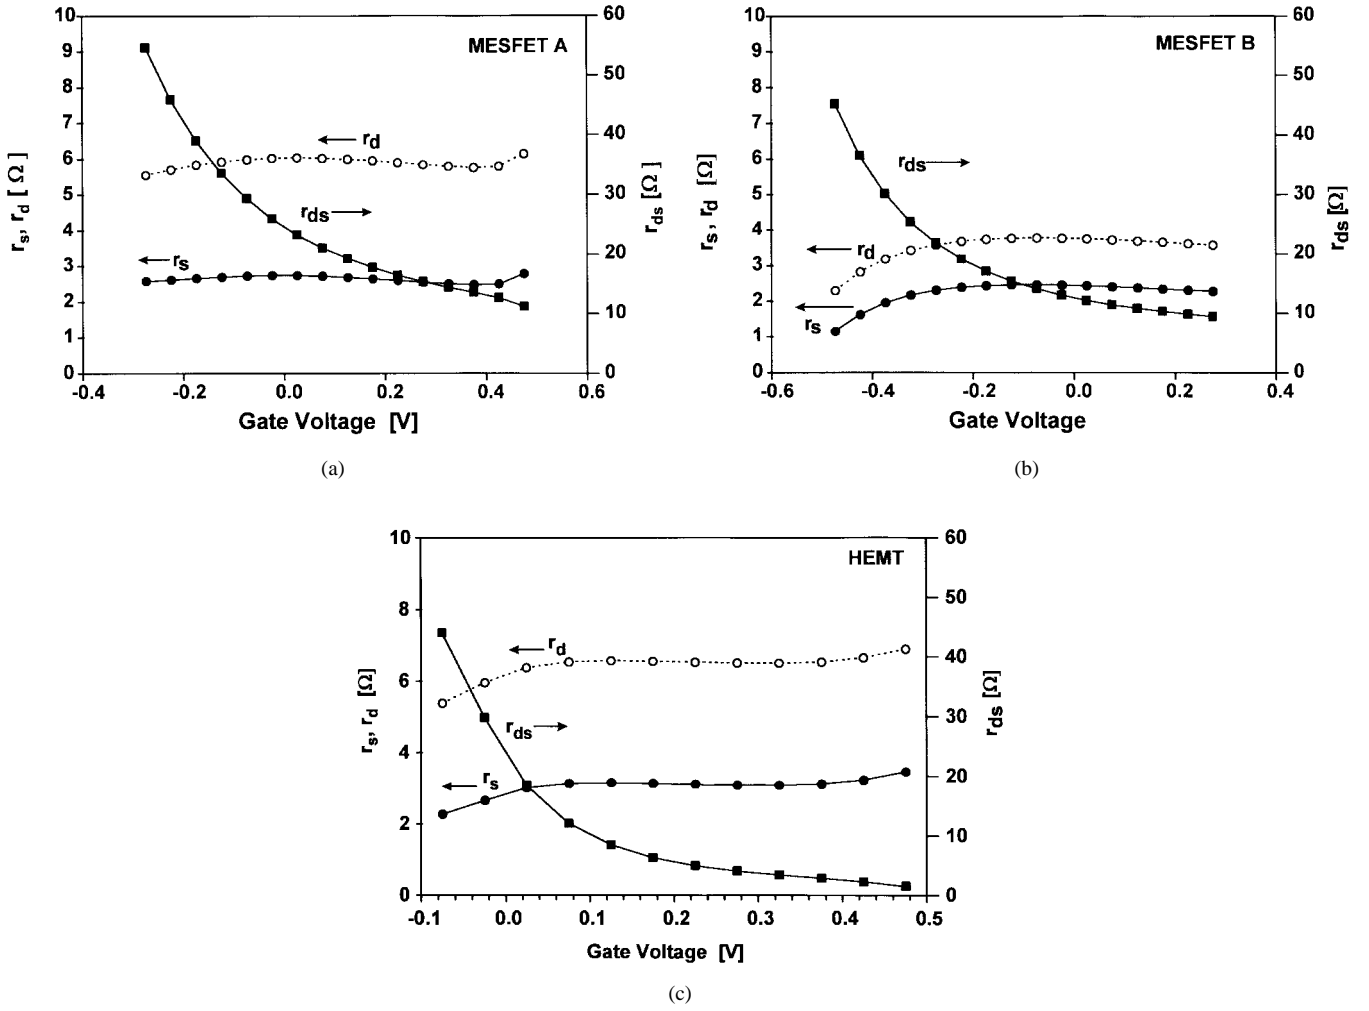 MESFET A
10
9
8
7
6
5
4
3
2
1
0
r_s, r_d [Ω]
60
50
40
30
20
10
0
r_ds [Ω]
r_d
r_ds
r_s
-0.4 -0.2 0.0 0.2 0.4 0.6
Gate Voltage [V]
(a)
MESFET B
10
9
8
7
6
5
4
3
2
1
0
r_s, r_d [Ω]
60
50
40
30
20
10
0
r_ds [Ω]
r_ds
r_d
r_s
-0.6 -0.4 -0.2 0.0 0.2 0.4
Gate Voltage
(b)
HEMT
10
8
6
4
2
0
r_s, r_d [Ω]
60
50
40
30
20
10
0
r_ds [Ω]
r_d
r_ds
r_s
-0.1 0.0 0.1 0.2 0.3 0.4 0.5
Gate Voltage [V]
(c)